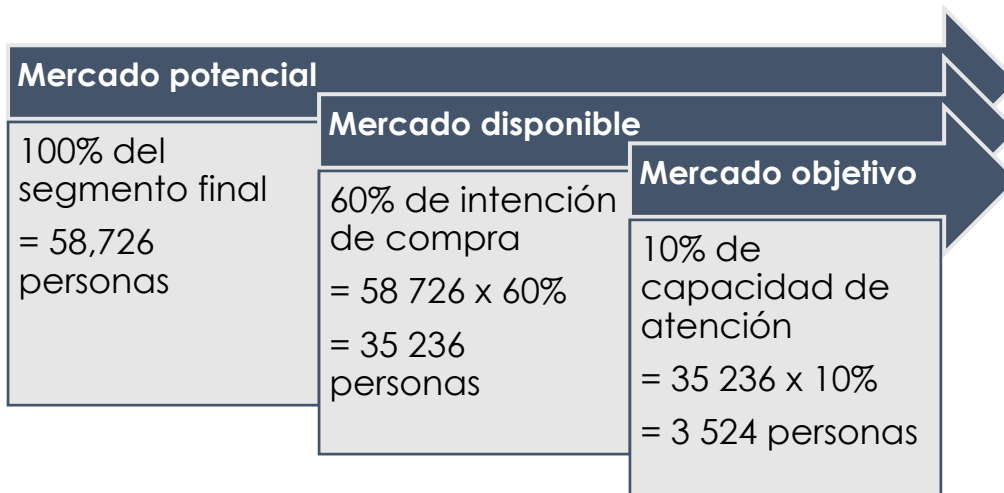 Mercado potencial
100% del
segmento final
= 58,726
personas
Mercado disponible
60% de intención
de compra
= 58 726 x 60%
= 35 236
personas
Mercado objetivo
10% de
capacidad de
atención
= 35 236 x 10%
= 3 524 personas